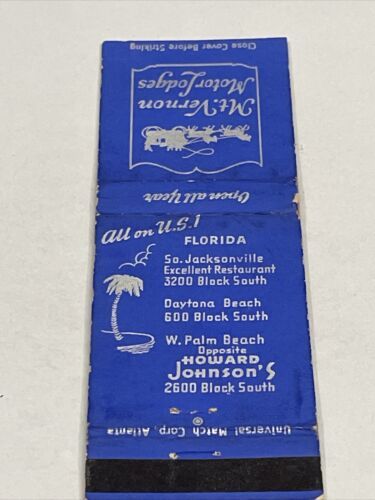 Close Cover Before Striking
Mt. Vernon
Motor Lodges
Open all Year
all on U.S. 1
FLORIDA
So. Jacksonville
Excellent Restaurant
3200 Block South
Daytona Beach
600 Block South
W. Palm Beach
Opposite
HOWARD
JOHNSON'S
2600 Block South
Universal Match Corp. Atlanta